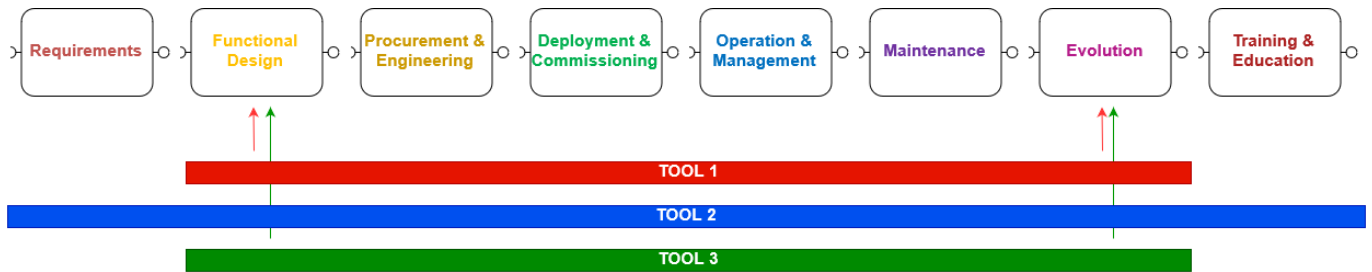 Requirements
Functional
Design
Procurement &
Engineering
Deployment &
Commissioning
Operation &
Management
Maintenance
Evolution
Training &
Education
TOOL 1
TOOL 2
TOOL 3